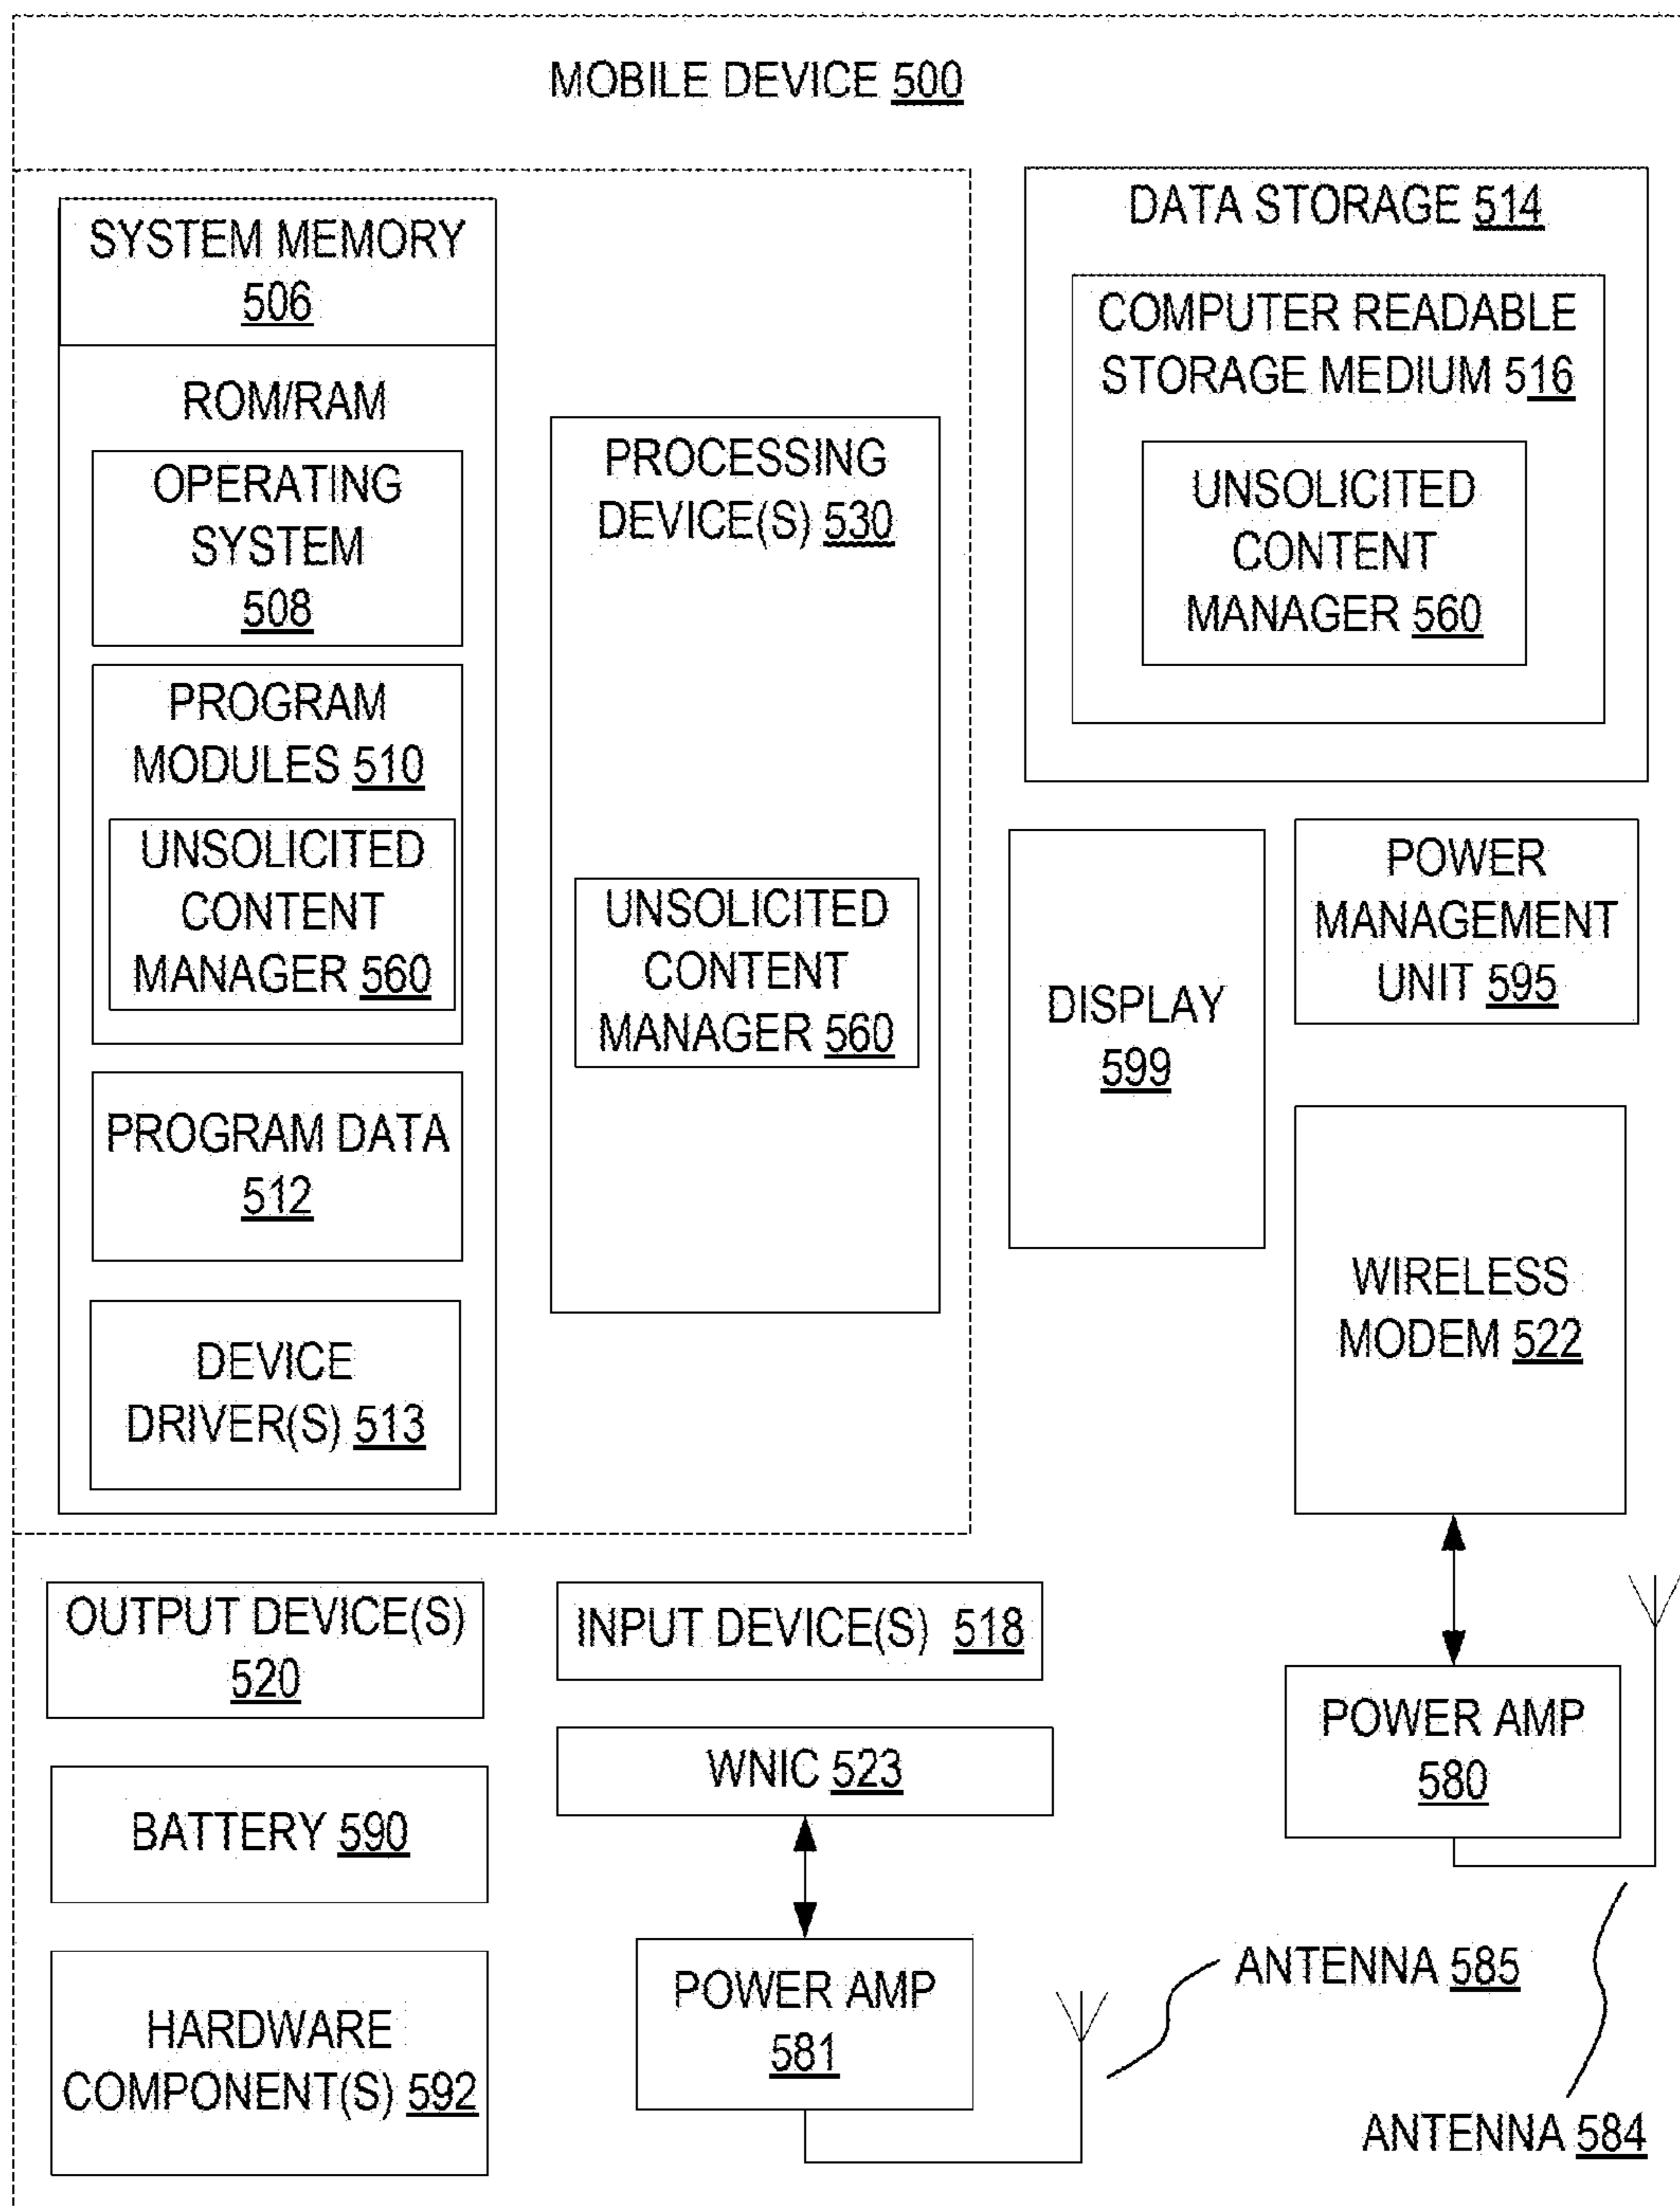 MOBILE DEVICE 500
SYSTEM MEMORY
506
ROM/RAM
OPERATING
SYSTEM
508
PROGRAM
MODULES 510
UNSOLICITED
CONTENT
MANAGER 560
PROGRAM DATA
512
DEVICE
DRIVER(S) 513
PROCESSING
DEVICE(S) 530
UNSOLICITED
CONTENT
MANAGER 560
DATA STORAGE 514
COMPUTER READABLE
STORAGE MEDIUM 516
UNSOLICITED
CONTENT
MANAGER 560
DISPLAY
599
POWER
MANAGEMENT
UNIT 595
WIRELESS
MODEM 522
OUTPUT DEVICE(S)
520
INPUT DEVICE(S) 518
WNIC 523
POWER AMP
580
BATTERY 590
HARDWARE
COMPONENT(S) 592
POWER AMP
581
ANTENNA 585
ANTENNA 584